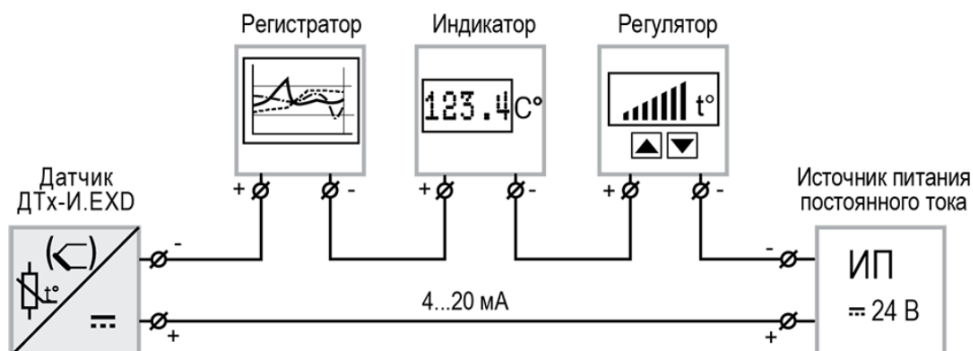 Регистратор
Индикатор
Регулятор
123.4C°
t°
+ -
+ -
+ -
Датчик
ДТх-И.EXD
Источник питания
постоянного тока
-
-
t°
ИП
24 В
4...20 мА
+
+